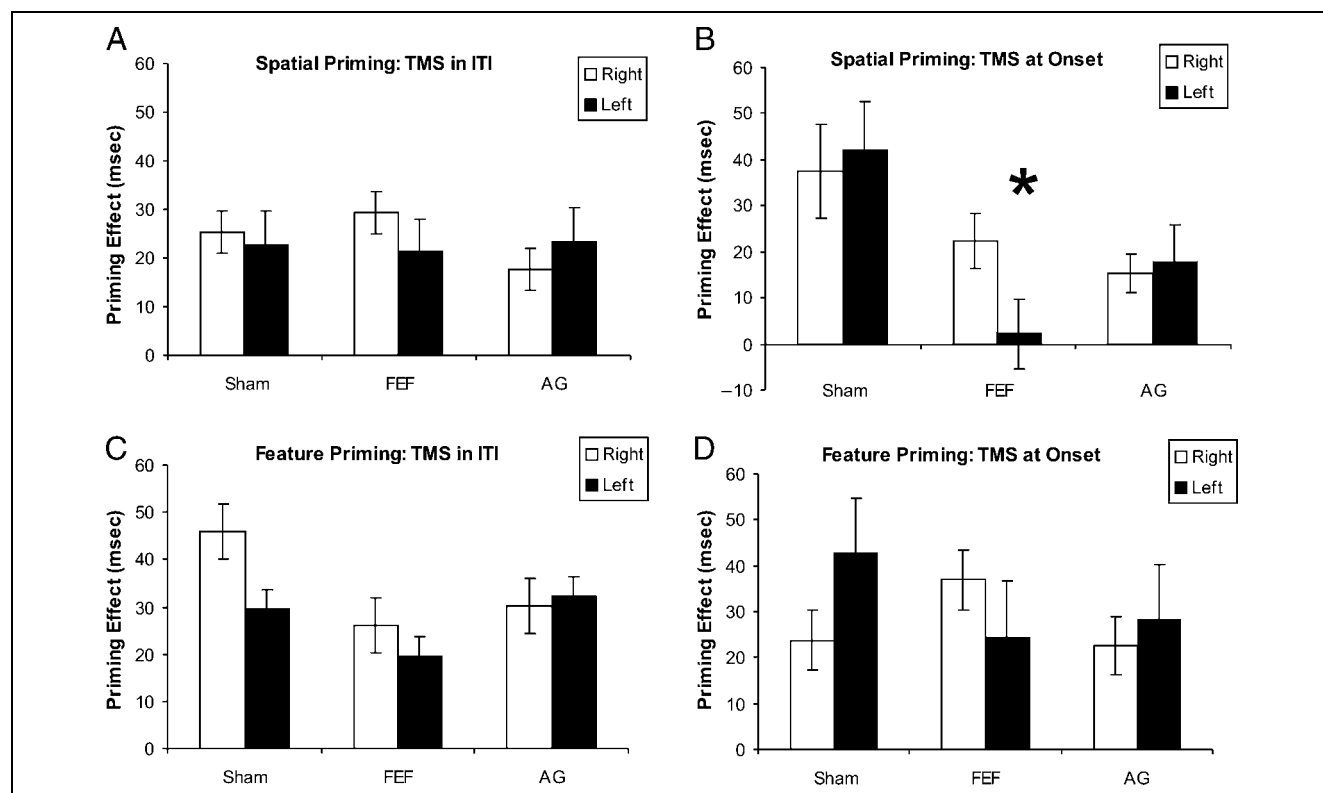 A
Spatial Priming: TMS in ITI
Right
Left
Priming Effect (msec)
60
50
40
30
20
10
0
Sham FEF AG
B
Spatial Priming: TMS at Onset
Right
Left
Priming Effect (msec)
60
50
40
30
20
10
0
–10
*
Sham FEF AG
C
Feature Priming: TMS in ITI
Right
Left
Priming Effect (msec)
60
50
40
30
20
10
0
Sham FEF AG
D
Feature Priming: TMS at Onset
Right
Left
Priming Effect (msec)
60
50
40
30
20
10
0
Sham FEF AG